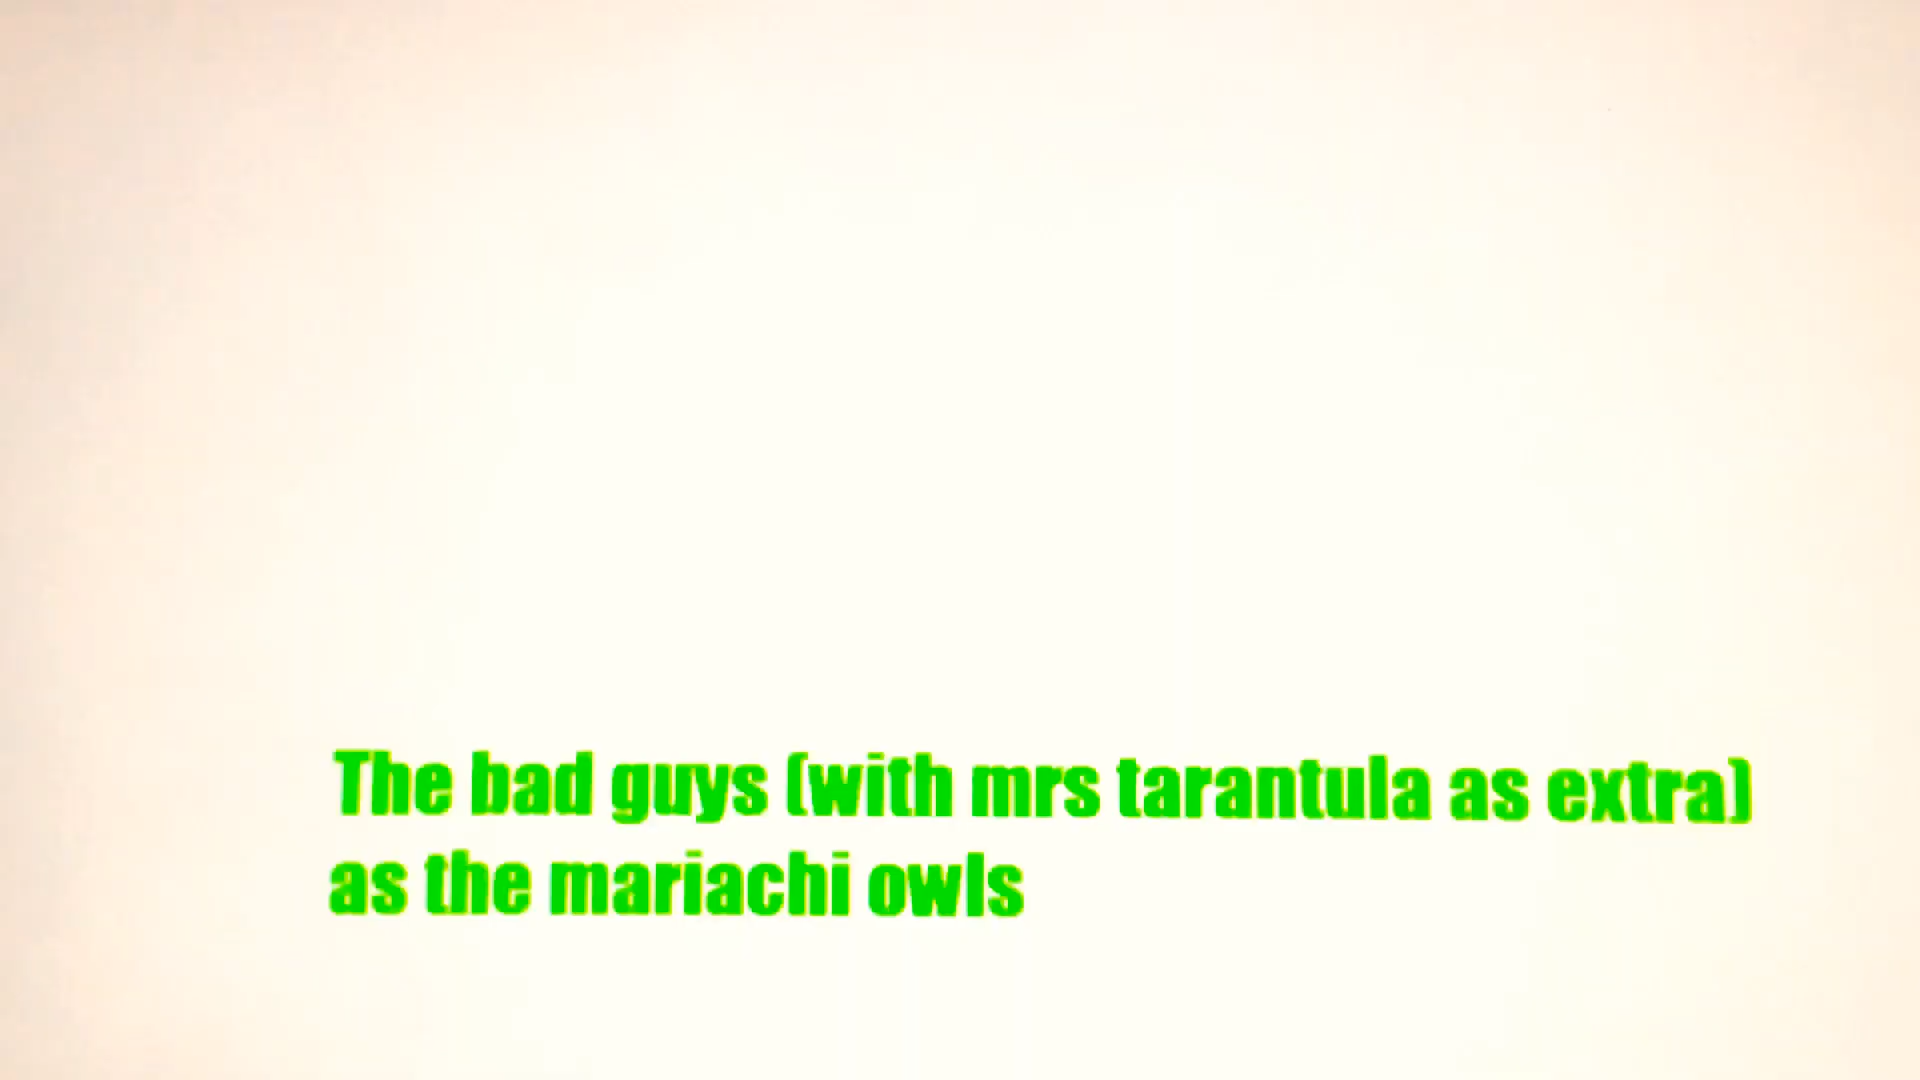 The bad guys (with mrs tarantula as extra)
as the mariachi owls